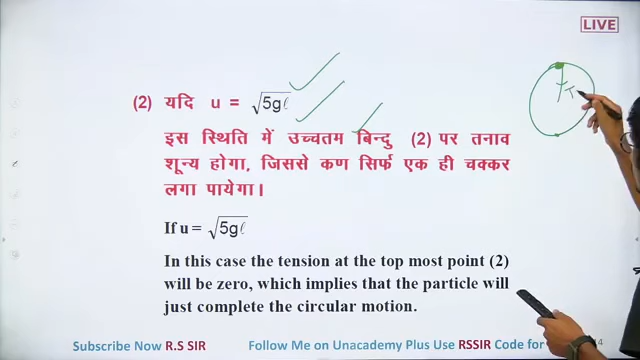 LIVE
(2) यदि u = √5gℓ
इस स्थिति में उच्चतम बिन्दु (2) पर तनाव
शून्य होगा, जिससे कण सिर्फ एक ही चक्कर
लगा पायेगा।
T
If u = √5gℓ
In this case the tension at the top most point (2)
will be zero, which implies that the particle will
just complete the circular motion.
Subscribe Now R.S SIR
Follow Me on Unacademy Plus Use RSSIR Code for